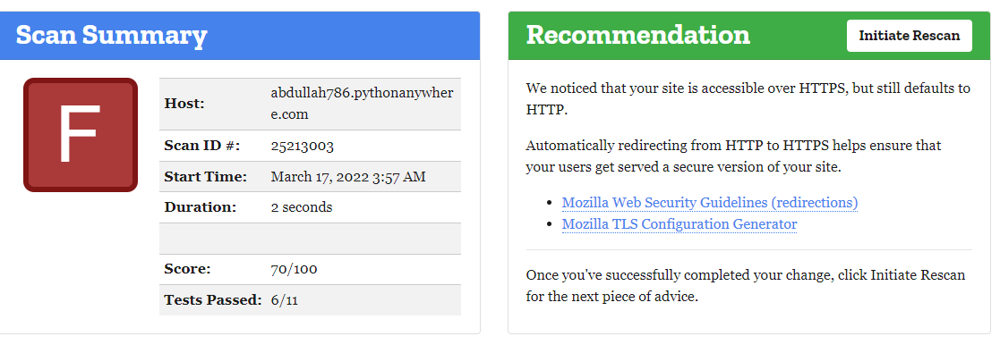 Scan Summary
F
Host: abdullah786.pythonanywher
e.com
Scan ID #: 25213003
Start Time: March 17, 2022 3:57 AM
Duration: 2 seconds
Score: 70/100
Tests Passed: 6/11
Recommendation
Initiate Rescan
We noticed that your site is accessible over HTTPS, but still defaults to
HTTP.
Automatically redirecting from HTTP to HTTPS helps ensure that
your users get served a secure version of your site.
• Mozilla Web Security Guidelines (redirections)
• Mozilla TLS Configuration Generator
Once you've successfully completed your change, click Initiate Rescan
for the next piece of advice.